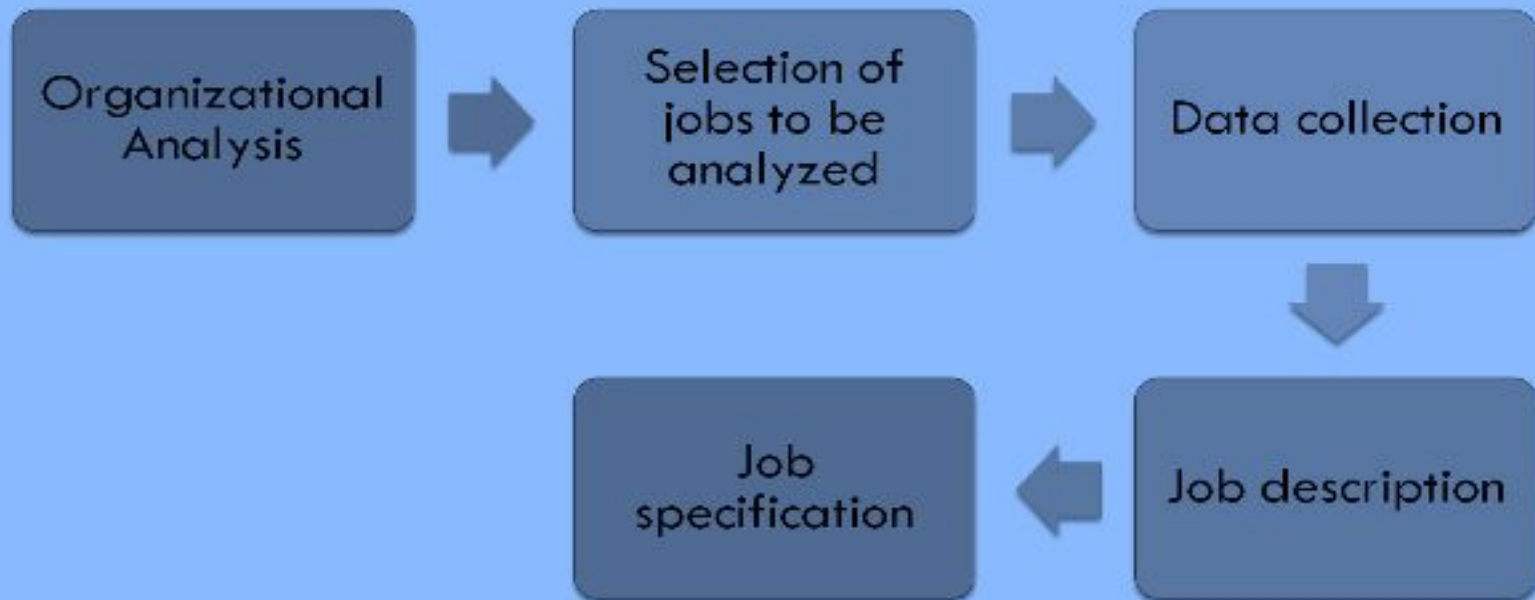 Organizational
Analysis
Selection of
jobs to be
analyzed
Data collection
Job description
Job
specification